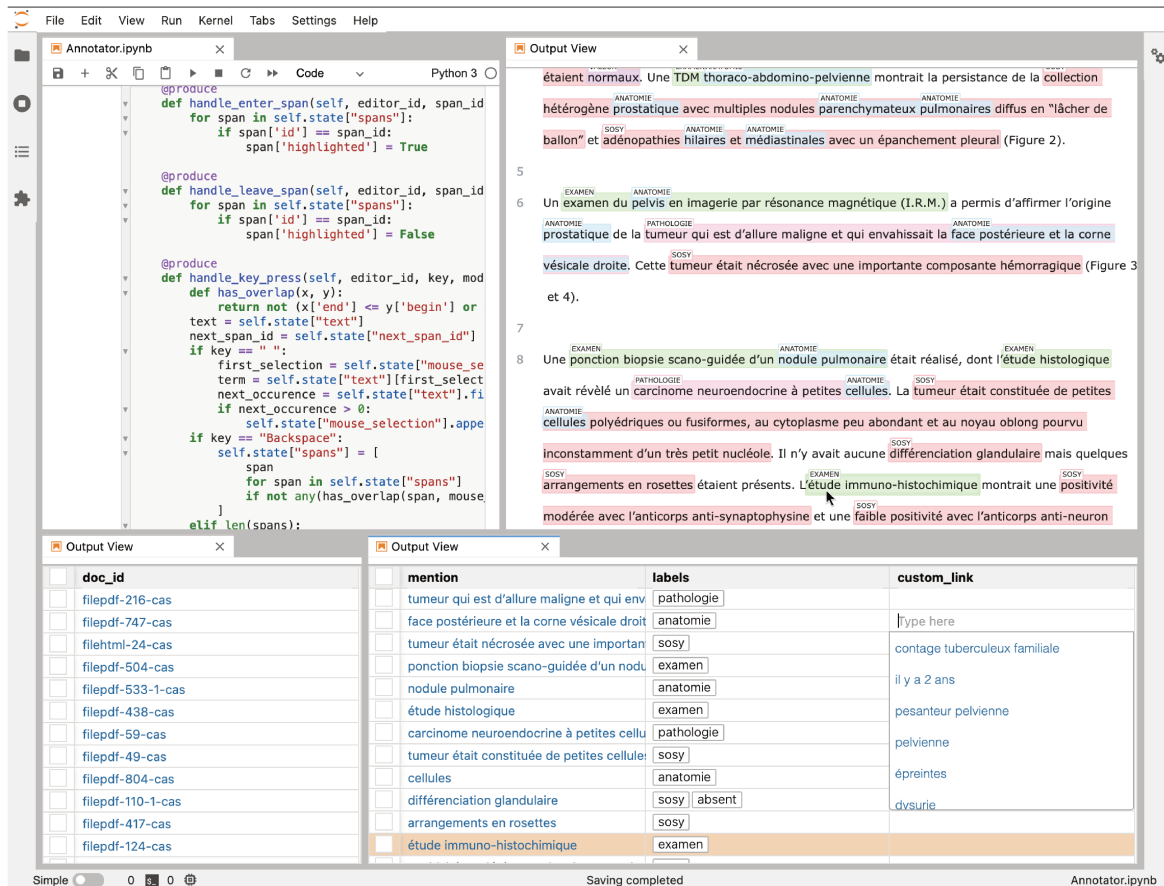 File Edit View Run Kernel Tabs Settings Help
Annotator.ipynb
Code Python 3
@produce
def handle_enter_span(self, editor_id, span_id
for span in self.state["spans"]:
if span['id'] == span_id:
span['highlighted'] = True
@produce
def handle_leave_span(self, editor_id, span_id
for span in self.state["spans"]:
if span['id'] == span_id:
span['highlighted'] = False
@produce
def handle_key_press(self, editor_id, key, mod
def has_overlap(x, y):
return not (x['end'] <= y['begin'] or
text = self.state["text"]
next_span_id = self.state["next_span_id"]
if key == " ":
first_selection = self.state["mouse_se
term = self.state["text"][first_select
next_occurence = self.state["text"].fi
if next_occurence > 0:
self.state["mouse_selection"].appe
if key == "Backspace":
self.state["spans"] = [
span
for span in self.state["spans"]
if not any(has_overlap(span, mouse_
]
elif len(spans):
Output View
étaient normaux. Une TDM thoraco-abdomino-pelvienne montrait la persistance de la collection
ANATOMIE ANATOMIE ANATOMIE
hétérogène prostatique avec multiples nodules parenchymateux pulmonaires diffus en “lâcher de
SOSY ANATOMIE ANATOMIE
ballon” et adénopathies hilaires et médiastinales avec un épanchement pleural (Figure 2).
5
EXAMEN ANATOMIE
6 Un examen du pelvis en imagerie par résonance magnétique (I.R.M.) a permis d’affirmer l’origine
ANATOMIE PATHOLOGIE ANATOMIE
prostatique de la tumeur qui est d’allure maligne et qui envahissait la face postérieure et la corne
SOSY
vésicale droite. Cette tumeur était nécrosée avec une importante composante hémorragique (Figure 3
et 4).
7
EXAMEN ANATOMIE EXAMEN
8 Une ponction biopsie scano-guidée d’un nodule pulmonaire était réalisé, dont l’étude histologique
PATHOLOGIE ANATOMIE SOSY
avait révèlé un carcinome neuroendocrine à petites cellules. La tumeur était constituée de petites
ANATOMIE
cellules polyédriques ou fusiformes, au cytoplasme peu abondant et au noyau oblong pourvu
SOSY
inconstamment d’un très petit nucléole. Il n’y avait aucune différenciation glandulaire mais quelques
SOSY EXAMEN SOSY
arrangements en rosettes étaient présents. L’étude immuno-histochimique montrait une positivité
SOSY
modérée avec l’anticorps anti-synaptophysine et une faible positivité avec l’anticorps anti-neuron
Output View
doc_id
filepdf-216-cas
filepdf-747-cas
filehtml-24-cas
filepdf-504-cas
filepdf-533-1-cas
filepdf-438-cas
filepdf-59-cas
filepdf-49-cas
filepdf-804-cas
filepdf-110-1-cas
filepdf-417-cas
filepdf-124-cas
Output View
mention labels custom_link
tumeur qui est d’allure maligne et qui env pathologie
face postérieure et la corne vésicale droit anatomie Type here
tumeur était nécrosée avec une importan sosy
ponction biopsie scano-guidée d’un nodu examen
nodule pulmonaire anatomie
étude histologique examen
carcinome neuroendocrine à petites cellu pathologie
tumeur était constituée de petites cellules sosy
cellules anatomie
différenciation glandulaire sosy absent
arrangements en rosettes sosy
étude immuno-histochimique examen
contage tuberculeux familiale
il y a 2 ans
pesanteur pelvienne
pelvienne
épreintes
dysurie
Simple 0 0 Saving completed Annotator.ipynb